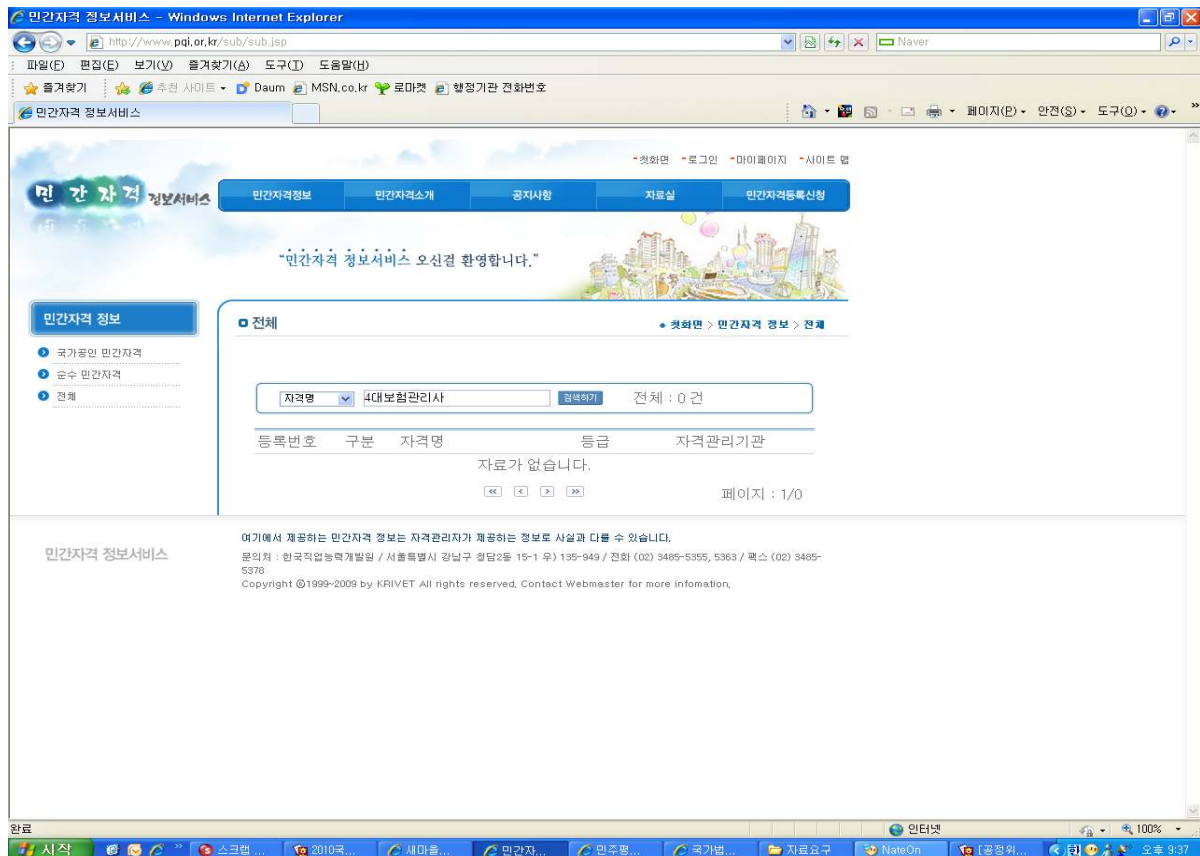 민간자격 정보서비스 - Windows Internet Explorer
http://www.pqi.or.kr/sub/sub.jsp
Naver
파일(F) 편집(E) 보기(V) 즐겨찾기(A) 도구(T) 도움말(H)
즐겨찾기 추천 사이트 Daum MSN.co.kr 로마켓 행정기관 전화번호
민간자격 정보서비스
페이지(P) 안전(S) 도구(O)
첫화면 로그인 마이페이지 사이트 맵
민간자격 정보서비스
민간자격정보 민간자격소개 공지사항 자료실 민간자격등록신청
“민간자격 정보서비스 오신걸 환영합니다.”
민간자격 정보
국가공인 민간자격
순수 민간자격
전체
전체
첫화면 > 민간자격 정보 > 전체
자격명 4대보험관리사 검색하기 전체 : 0 건
등록번호 구분 자격명 등급 자격관리기관
자료가 없습니다.
페이지 : 1/0
민간자격 정보서비스
여기에서 제공하는 민간자격 정보는 자격관리자가 제공하는 정보로 사실과 다를 수 있습니다.
문의처 : 한국직업능력개발원 / 서울특별시 강남구 청담2동 15-1 우) 135-949 / 전화 (02) 3485-5355, 5363 / 팩스 (02) 3485-
5378
Copyright ⓒ1999-2009 by KRIVET All rights reserved. Contact Webmaster for more infomation.
완료
인터넷
100%
시작 스크랩 ... 2010국... 새마을... 민간자... 민주평... 국가법... 자료요구 NateOn [공정위... 오후 9:37